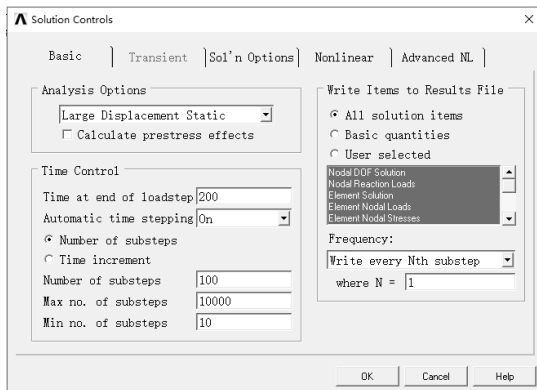 Solution Controls
Basic
Transient
Sol'n Options
Nonlinear
Advanced NL
Analysis Options
Large Displacement Static
Calculate prestress effects
Time Control
Time at end of loadstep 200
Automatic time stepping On
Number of substeps
Time increment
Number of substeps 100
Max no. of substeps 10000
Min no. of substeps 10
Write Items to Results File
All solution items
Basic quantities
User selected
Nodal DOF Solution
Nodal Reaction Loads
Element Solution
Element Nodal Loads
Element Nodal Stresses
Frequency:
Write every Nth substep
where N = 1
OK
Cancel
Help